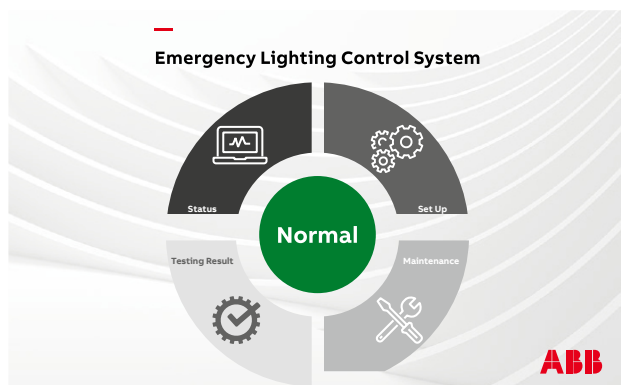 Emergency Lighting Control System
Status
Set Up
Normal
Testing Result
Maintenance
ABB